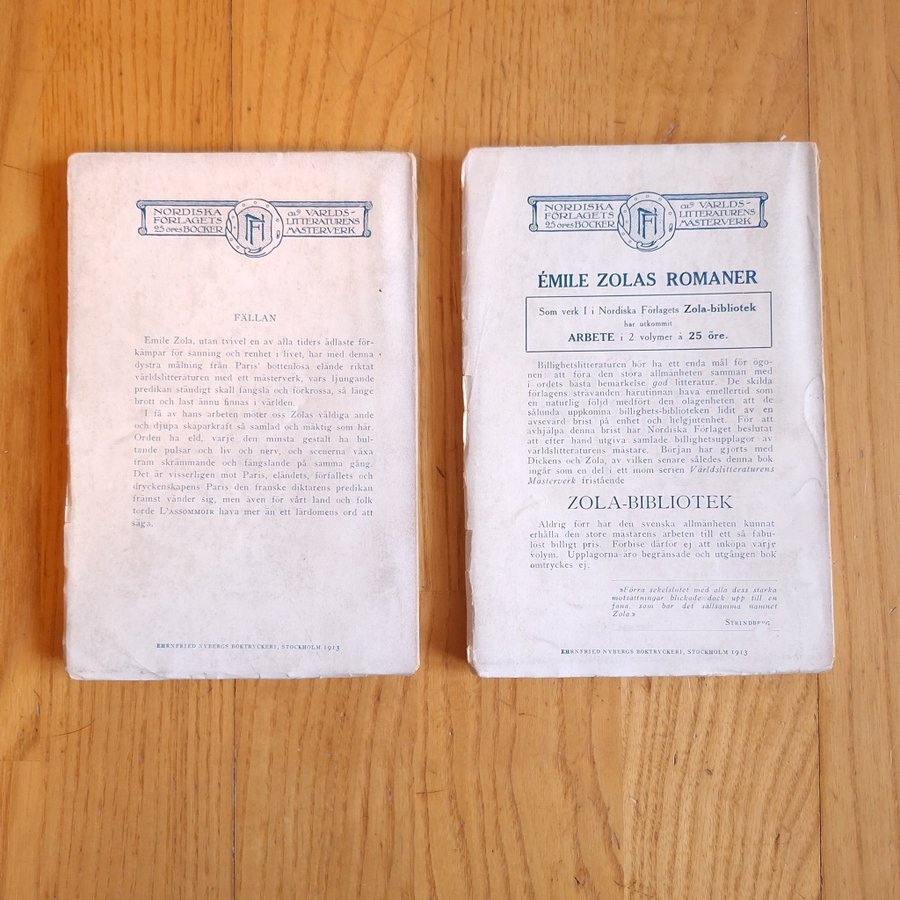 NORDISKA
FÖRLAGETS
25 öres BÖCKER
VÄRLDS-
LITTERATURENS
MÄSTERVERK
FÄLLAN
Emile Zola, utan tvivel en av alla tiders ädlaste för-
kämpar för sanning och renhet i livet, har med denna
dystra målning från Paris' bottenlösa elände riktat
världslitteraturen med ett mästerverk, vars ljungande
predikan ständigt skall fängsla och förkrossa, så länge
brott och last ännu finnas i världen.
I få av hans arbeten möter oss Zolas väldiga ande
och djupa skaparkraft så samlad och mäktig som här.
Orden ha eld, varje den minsta gestalt ha bul-
tande pulsar och liv och nerv, och scenerna växa
fram skrämmande och fängslande på samma gång.
Det är visserligen mot Paris, eländets, förfallets och
dryckenskapens Paris den franske diktarens predikan
främst vänder sig, men även för vårt land och folk
torde L'ASSOMMOIR hava mer än ett lärdomens ord att
säga.
EHRNFRIED NYBERGS BOKTRYCKERI, STOCKHOLM 1913
NORDISKA
FÖRLAGETS
25 öres BÖCKER
VÄRLDS-
LITTERATURENS
MÄSTERVERK
ÉMILE ZOLAS ROMANER
Som verk I i Nordiska Förlagets Zola-bibliotek
har utkommit
ARBETE i 2 volymer à 25 öre.
Billighetslitteraturen bör ha ett enda mål för ögo-
nen att föra den stora allmänheten samman med
i ordets bästa bemärkelse god litteratur. De skilda
förlagens strävanden härutinnan hava emellertid som
en naturlig följd medfört den olägenheten att de
sålunda uppkomna billighets-biblioteken lidit av en
avsevärd brist på enhet och helgjutenhet. För att
avhjälpa denna brist har Nordiska Förlaget beslutat
att efter hand utgiva samlade billighetsupplagor av
världslitteraturens mästare. Början har gjorts med
Dickens och Zola, av vilken senare således denna bok
ingår som en del i ett inom serien Världslitteraturens
Mästerverk fristående
ZOLA-BIBLIOTEK
Aldrig förr har den svenska allmänheten kunnat
erhålla den store mästarens arbeten till ett så fabu-
löst billigt pris. Förbise därför ej att inköpa varje
volym. Upplagorna äro begränsade och utgången bok
omtryckes ej.
»Förra sekelslutet med alla dess starka
motsättningar blickade dock upp till en
fana, som bar det sällsamma namnet
Zola.»
STRINDBERG
EHRNFRIED NYBERGS BOKTRYCKERI, STOCKHOLM 1913